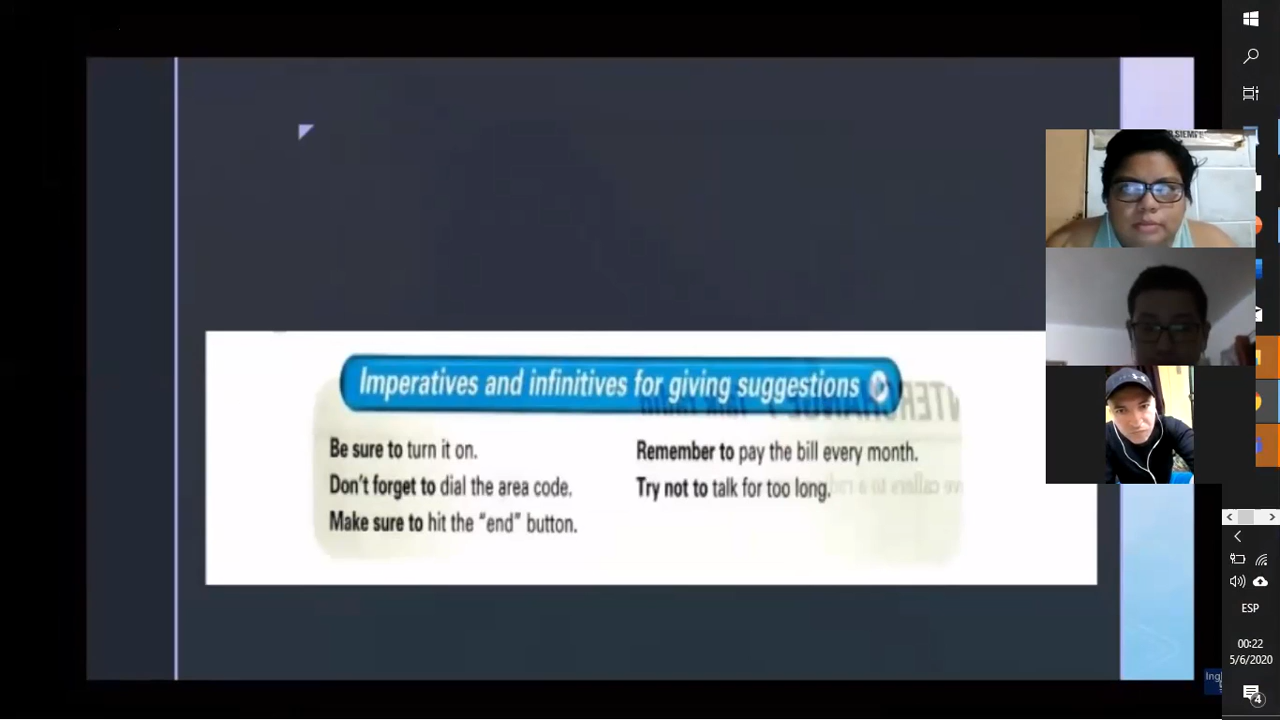 Imperatives and infinitives for giving suggestions
Be sure to turn it on.
Don't forget to dial the area code.
Make sure to hit the “end” button.
Remember to pay the bill every month.
Try not to talk for too long.
SIEMPRE
ESP
00:22
5/6/2020
4